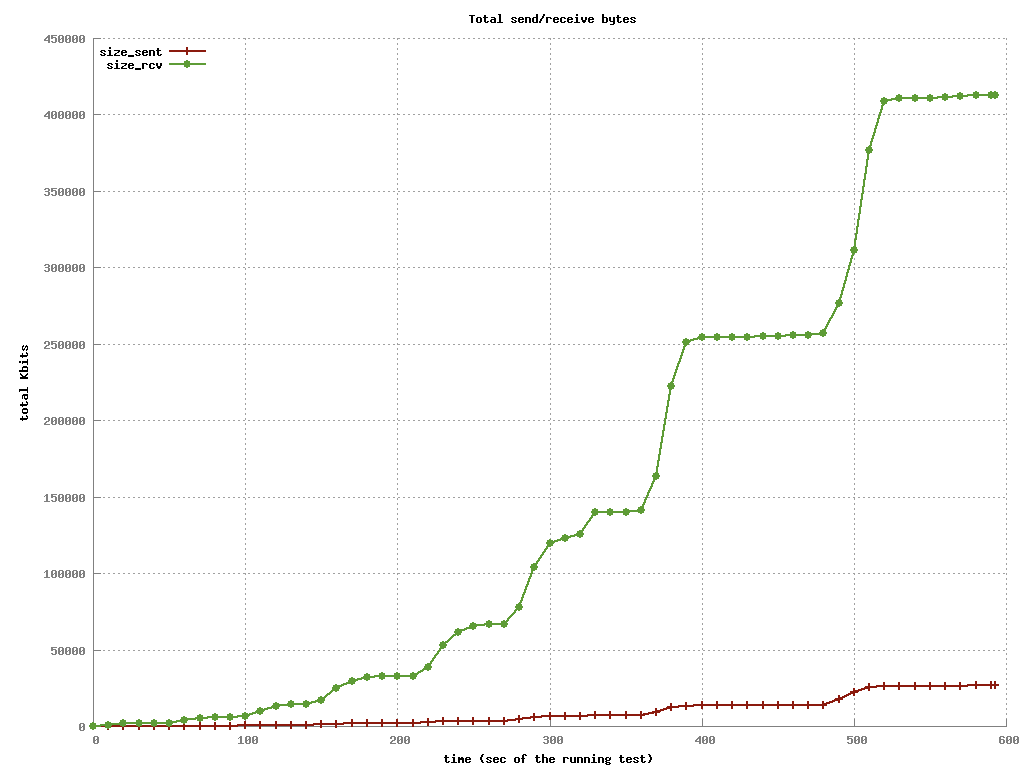 Total send/receive bytes
450000
size_sent
size_rcv
400000
350000
300000
250000
total Kbits
200000
150000
100000
50000
0
0 100 200 300 400 500 600
time (sec of the running test)